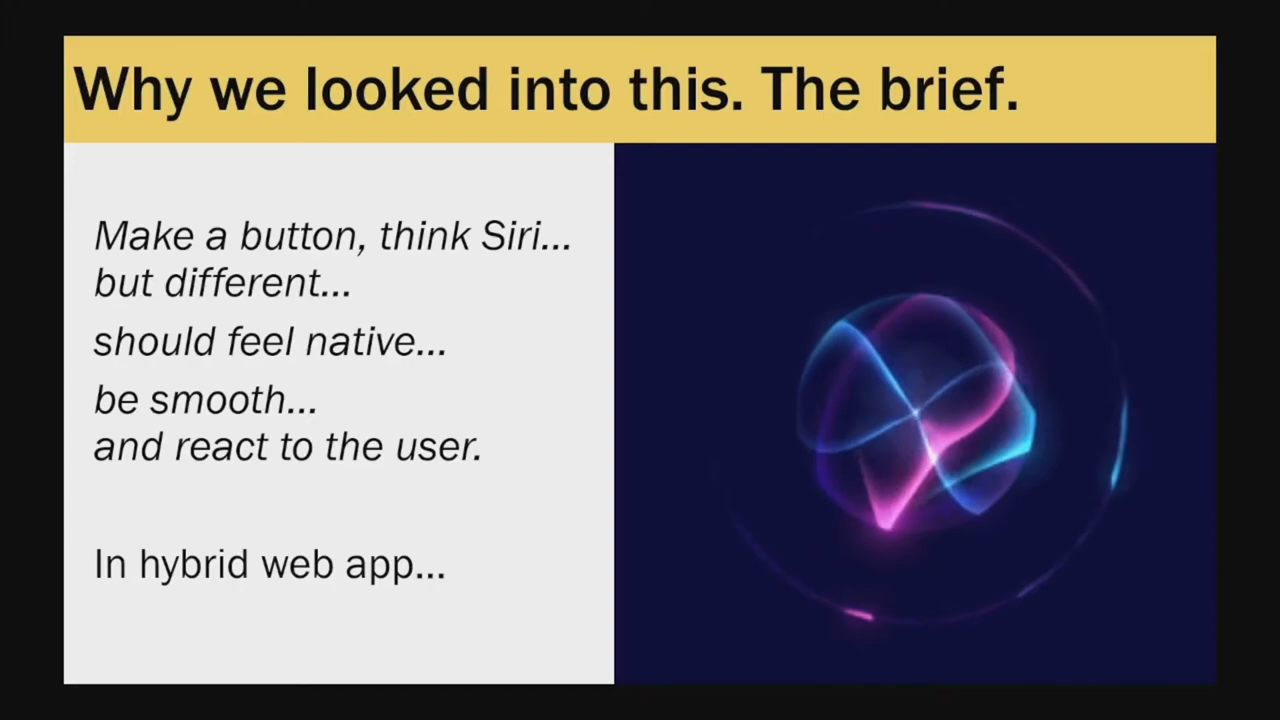 Why we looked into this. The brief.
Make a button, think Siri...
but different...
should feel native...
be smooth...
and react to the user.
In hybrid web app...